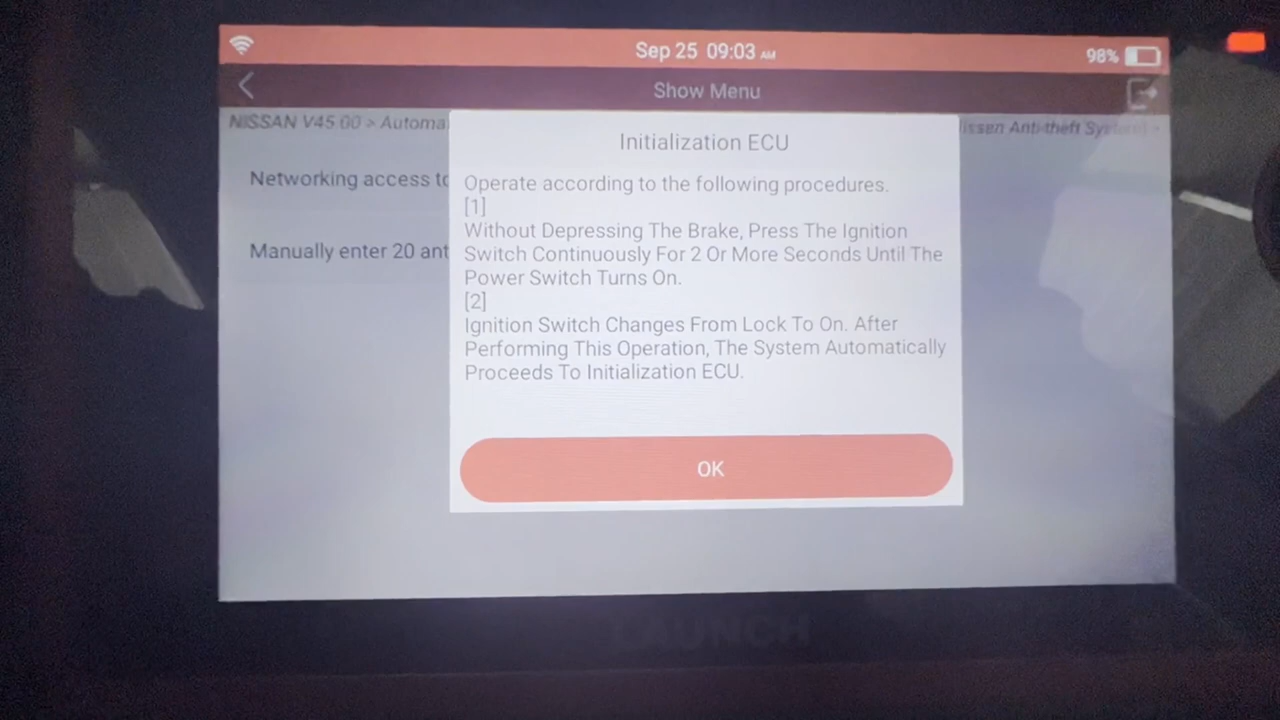 Sep 25 09:03 AM
98%
Show Menu
NISSAN V45 00 > Automa
issen Anti-theft System)
Initialization ECU
Networking access to
Operate according to the following procedures.
[1]
Without Depressing The Brake, Press The Ignition
Manually enter 20 ant
Switch Continuously For 2 Or More Seconds Until The
Power Switch Turns On.
[2]
Ignition Switch Changes From Lock To On. After
Performing This Operation, The System Automatically
Proceeds To Initialization ECU.
OK
LAUNCH